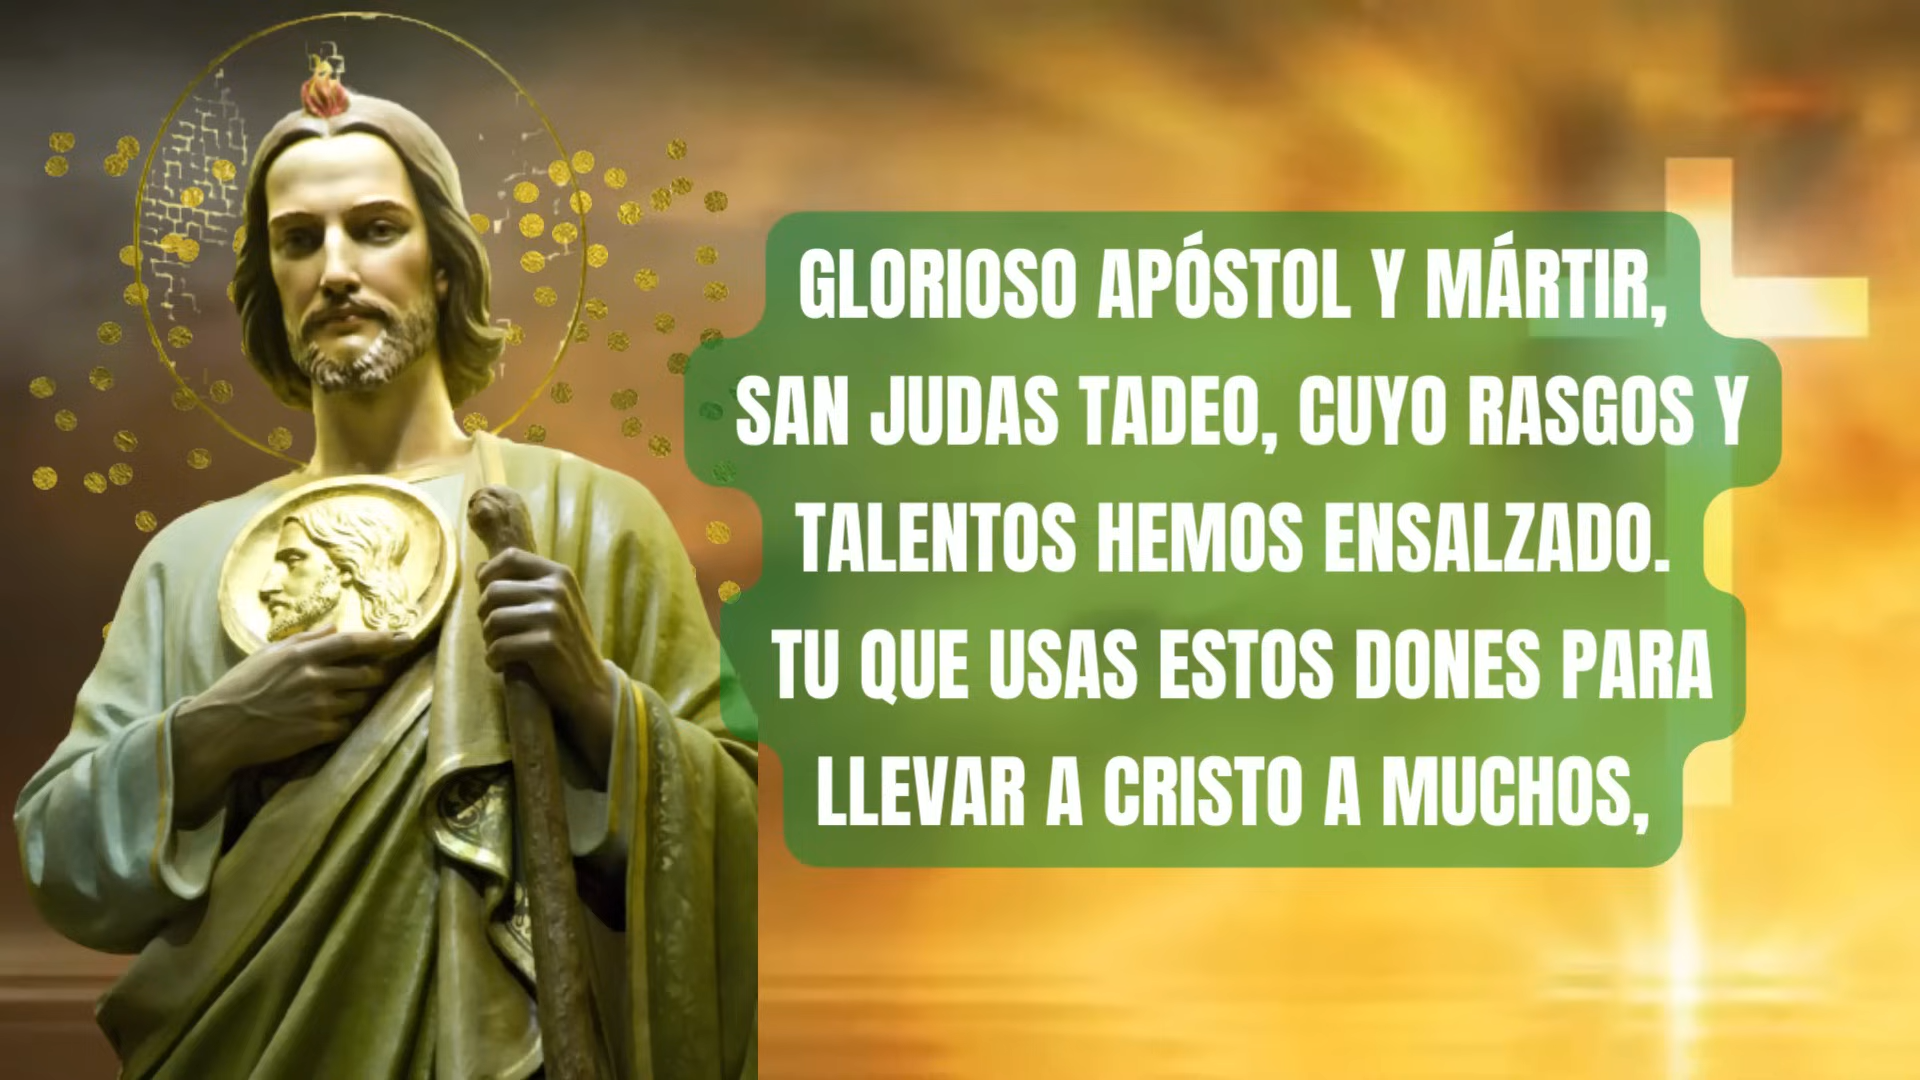 GLORIOSO APÓSTOL Y MÁRTIR,
SAN JUDAS TADEO, CUYO RASGOS Y
TALENTOS HEMOS ENSALZADO.
TU QUE USAS ESTOS DONES PARA
LLEVAR A CRISTO A MUCHOS,